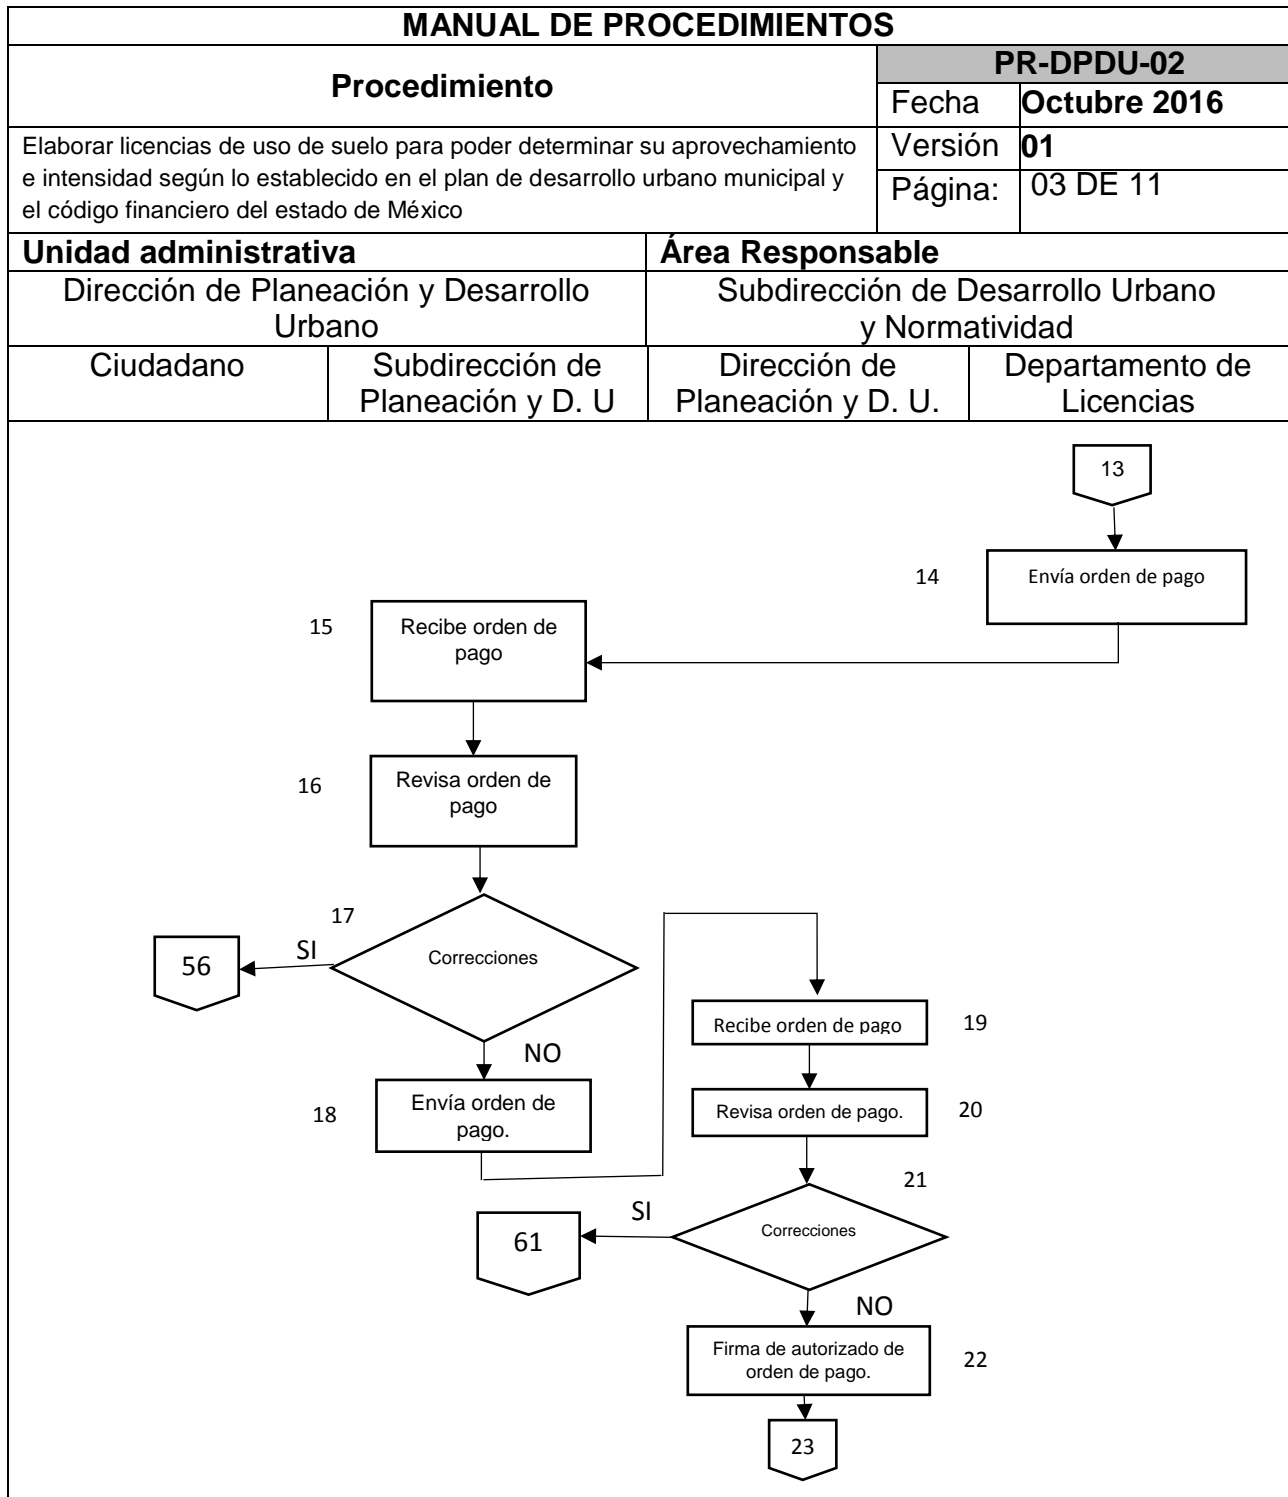 MANUAL DE PROCEDIMIENTOS
Procedimiento
PR-DPDU-02
Fecha
Octubre 2016
Elaborar licencias de uso de suelo para poder determinar su aprovechamiento
e intensidad según lo establecido en el plan de desarrollo urbano municipal y
el código financiero del estado de México
Versión
01
Página:
03 DE 11
Unidad administrativa
Área Responsable
Dirección de Planeación y Desarrollo
Urbano
Subdirección de Desarrollo Urbano
y Normatividad
Ciudadano
Subdirección de
Planeación y D. U
Dirección de
Planeación y D. U.
Departamento de
Licencias
13
14
Envía orden de pago
15
Recibe orden de
pago
16
Revisa orden de
pago
17
Correcciones
SI
56
NO
18
Envía orden de
pago.
Recibe orden de pago
19
Revisa orden de pago.
20
21
Correcciones
SI
61
NO
Firma de autorizado de
orden de pago.
22
23